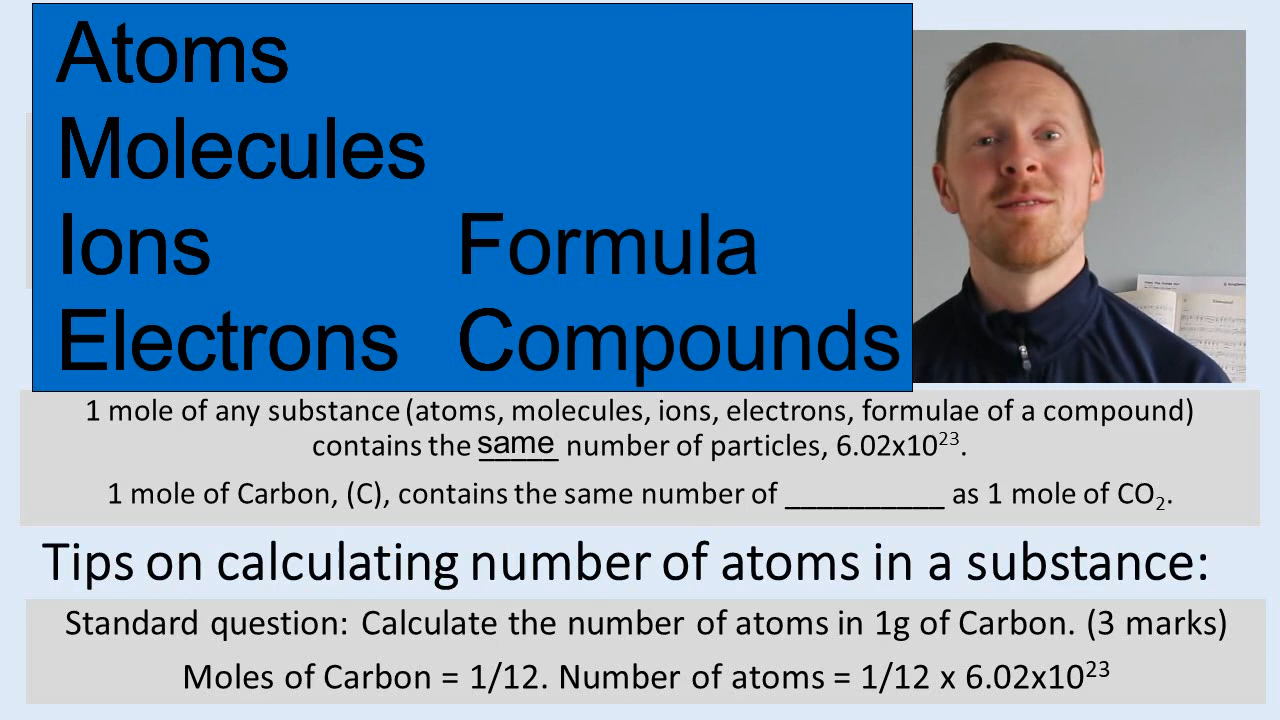 Atoms
Molecules
Ions Formula
Electrons Compounds
1 mole of any substance (atoms, molecules, ions, electrons, formulae of a compound)
contains the same number of particles, 6.02x10²³.
1 mole of Carbon, (C), contains the same number of __________ as 1 mole of CO₂.
Tips on calculating number of atoms in a substance:
Standard question: Calculate the number of atoms in 1g of Carbon. (3 marks)
Moles of Carbon = 1/12. Number of atoms = 1/12 x 6.02x10²³